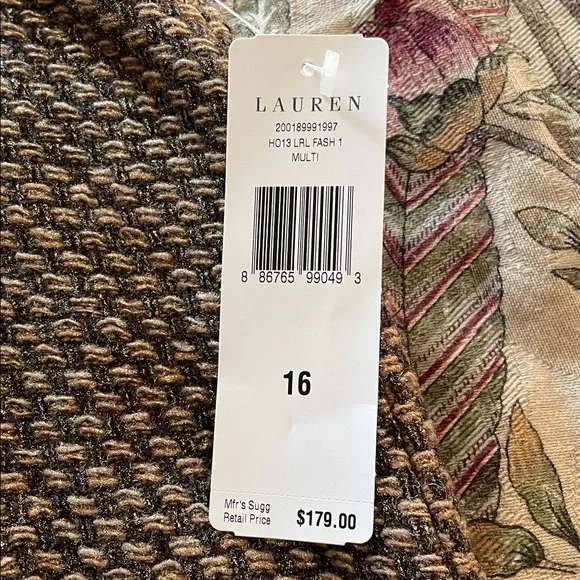 LAUREN
200189991997
HO13 LRL FASH 1
MULTI
8 86765 99049 3
16
Mfr's Sugg
Retail Price $179.00